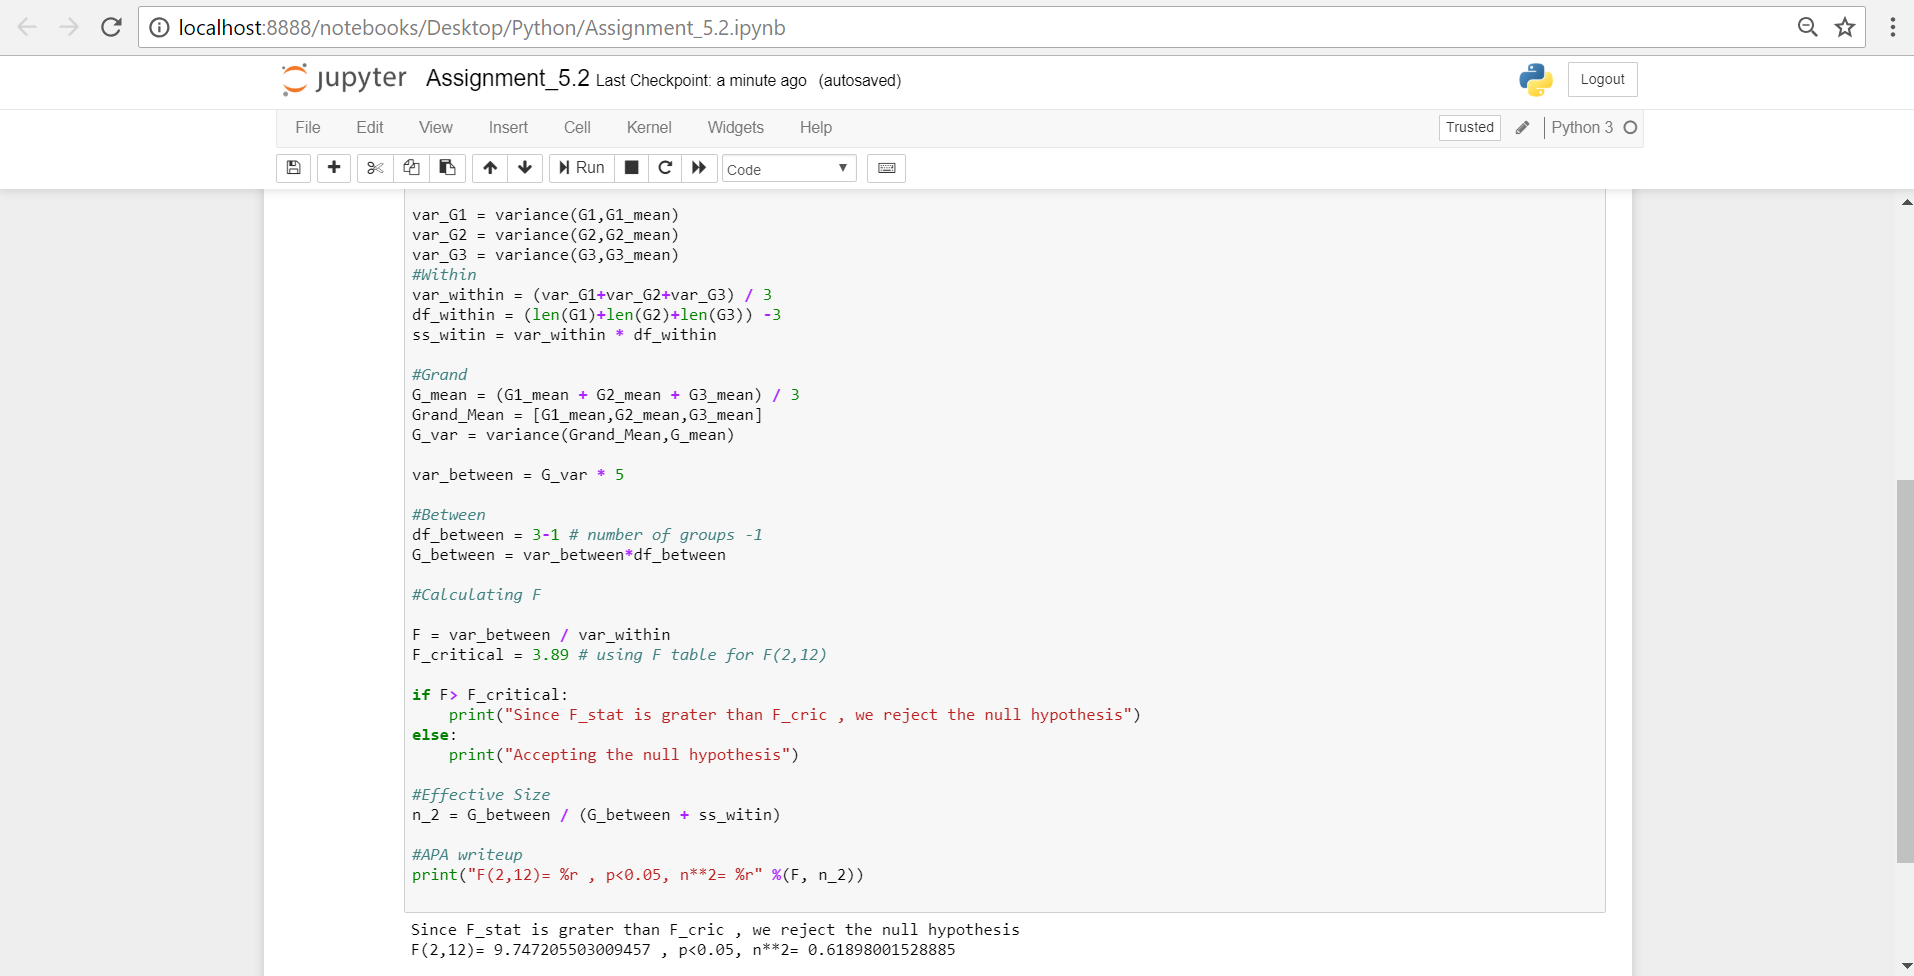 localhost:8888/notebooks/Desktop/Python/Assignment_5.2.ipynb
jupyter Assignment_5.2 Last Checkpoint: a minute ago (autosaved) Logout
File Edit View Insert Cell Kernel Widgets Help Trusted Python 3
Run Code
var_G1 = variance(G1,G1_mean)
var_G2 = variance(G2,G2_mean)
var_G3 = variance(G3,G3_mean)
#Within
var_within = (var_G1+var_G2+var_G3) / 3
df_within = (len(G1)+len(G2)+len(G3)) -3
ss_witin = var_within * df_within
#Grand
G_mean = (G1_mean + G2_mean + G3_mean) / 3
Grand_Mean = [G1_mean,G2_mean,G3_mean]
G_var = variance(Grand_Mean,G_mean)
var_between = G_var * 5
#Between
df_between = 3-1 # number of groups -1
G_between = var_between*df_between
#Calculating F
F = var_between / var_within
F_critical = 3.89 # using F table for F(2,12)
if F> F_critical:
    print("Since F_stat is grater than F_cric , we reject the null hypothesis")
else:
    print("Accepting the null hypothesis")
#Effective Size
n_2 = G_between / (G_between + ss_witin)
#APA writeup
print("F(2,12)= %r , p<0.05, n**2= %r" %(F, n_2))
Since F_stat is grater than F_cric , we reject the null hypothesis
F(2,12)= 9.747205503009457 , p<0.05, n**2= 0.61898001528885